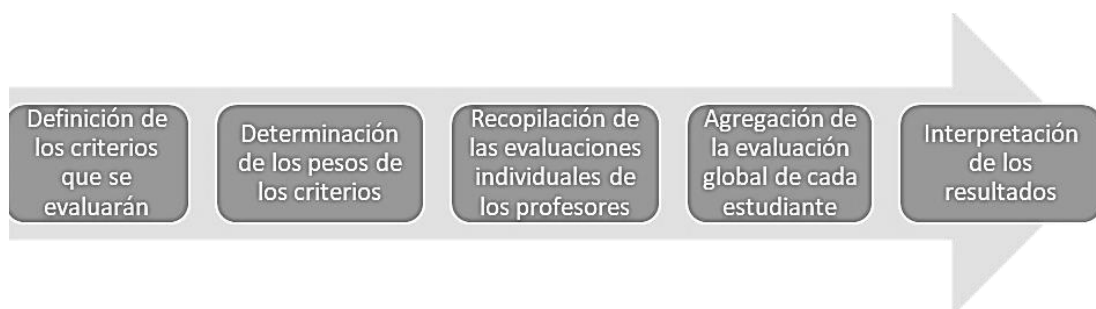 Definición de
los criterios
que se
evaluarán
Determinación
de los pesos de
los criterios
Recopilación de
las evaluaciones
individuales de
los profesores
Agregación de
la evaluación
global de cada
estudiante
Interpretación
de los
resultados